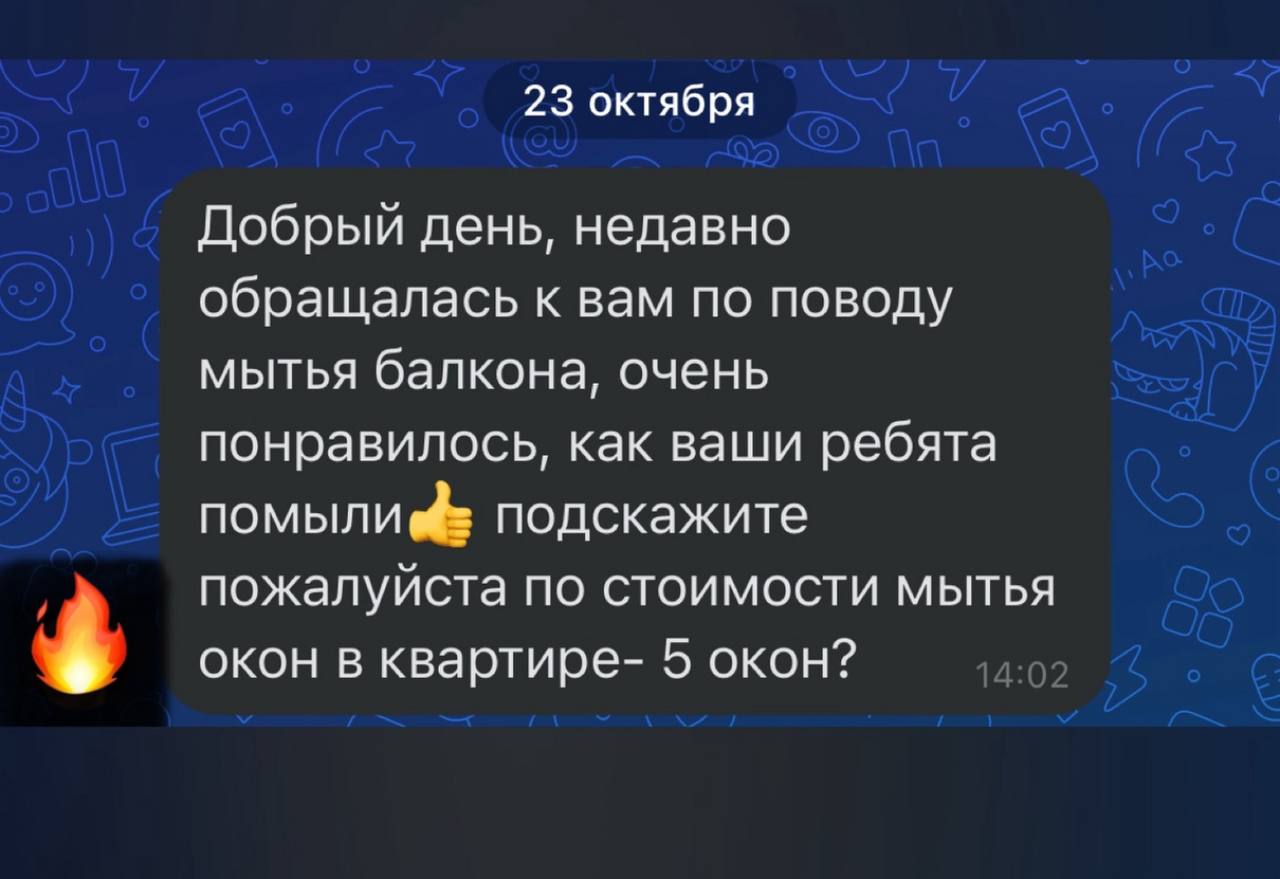 23 октября
Добрый день, недавно
обращалась к вам по поводу
мытья балкона, очень
понравилось, как ваши ребята
помыли👍 подскажите
пожалуйста по стоимости мытья
окон в квартире- 5 окон?
14:02
Aa